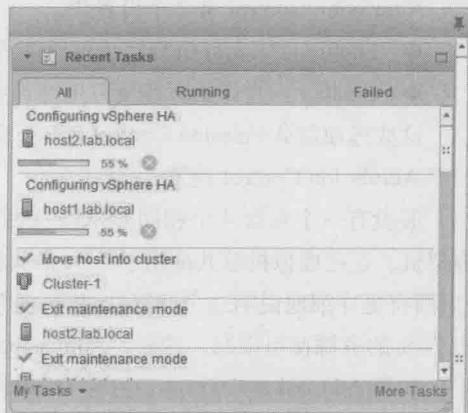 Recent Tasks
All Running Failed
Configuring vSphere HA
host2.lab.local
55 %
Configuring vSphere HA
host1.lab.local
55 %
Move host into cluster
Cluster-1
Exit maintenance mode
host2.lab.local
Exit maintenance mode
My Tasks More Tasks